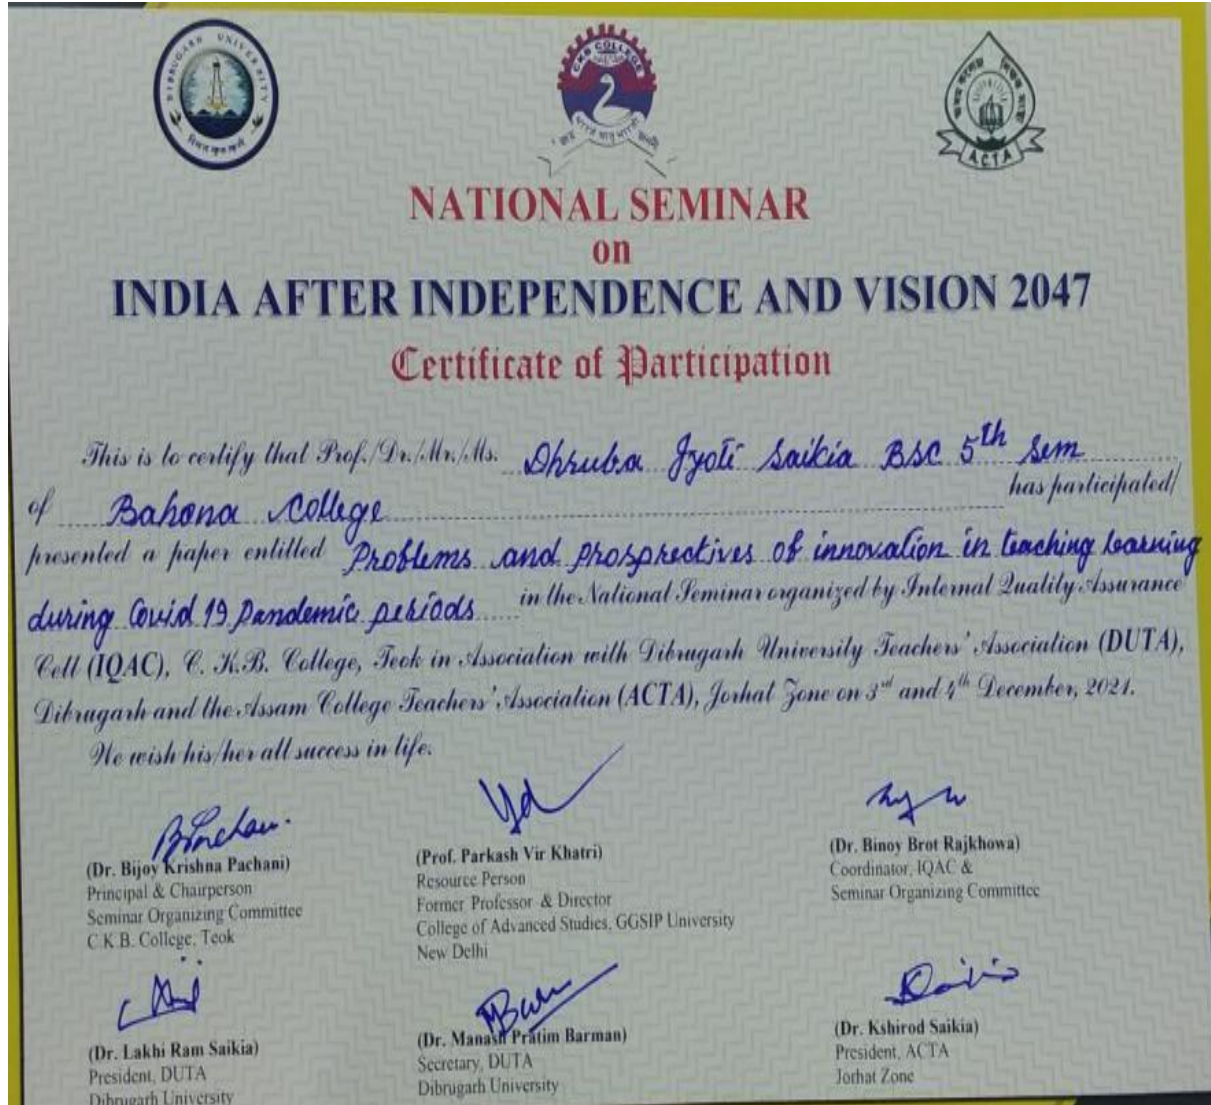 DIBRUGARH UNIVERSITY
CKB COLLEGE
ACTA
NATIONAL SEMINAR
on
INDIA AFTER INDEPENDENCE AND VISION 2047
Certificate of Participation
This is to certify that Prof./Dr./Mr./Ms. Dhruba Jyoti Saikia BSC 5th Sem
of Bahona College has participated/
presented a paper entitled Problems and prosprectives of innovation in teaching learning
during Covid 19 Pandemic periods in the National Seminar organized by Internal Quality Assurance
Cell (IQAC), C. K.B. College, Teok in Association with Dibrugarh University Teachers' Association (DUTA),
Dibrugarh and the Assam College Teachers' Association (ACTA), Jorhat Zone on 3rd and 4th December, 2021.
We wish his/her all success in life.
(Dr. Bijoy Krishna Pachani)
Principal & Chairperson
Seminar Organizing Committee
C.K.B. College, Teok
(Prof. Parkash Vir Khatri)
Resource Person
Former Professor & Director
College of Advanced Studies, GGSIP University
New Delhi
(Dr. Binoy Brot Rajkhowa)
Coordinator, IQAC &
Seminar Organizing Committee
(Dr. Lakhi Ram Saikia)
President, DUTA
Dibrugarh University
(Dr. Manash Pratim Barman)
Secretary, DUTA
Dibrugarh University
(Dr. Kshirod Saikia)
President, ACTA
Jorhat Zone